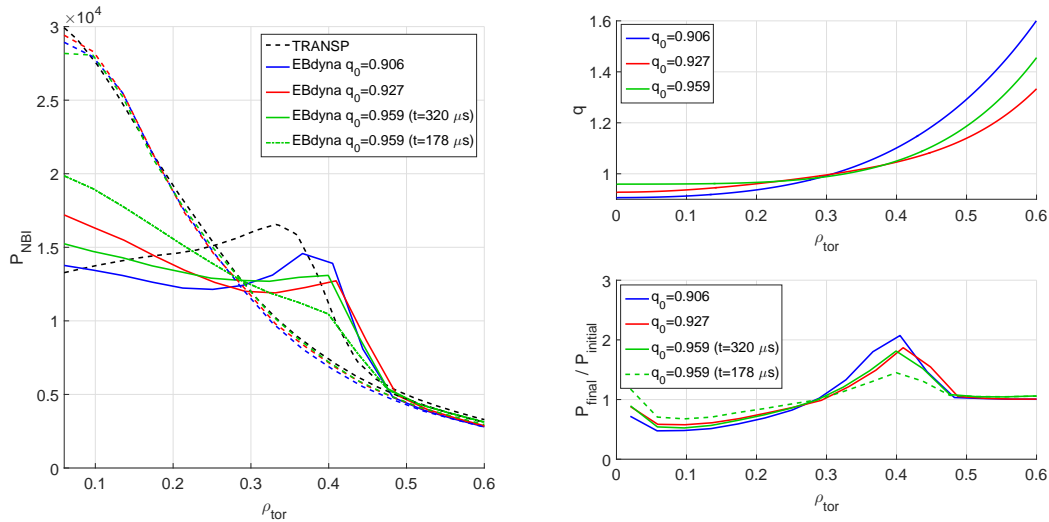 ×10⁴
3
2.5
2
1.5
1
0.5
0
0.1
0.2
0.3
0.4
0.5
0.6
P_NBI
ρ_tor
TRANSP
EBdyna q₀=0.906
EBdyna q₀=0.927
EBdyna q₀=0.959 (t=320 μs)
EBdyna q₀=0.959 (t=178 μs)
1.6
1.4
1.2
1
q
q₀=0.906
q₀=0.927
q₀=0.959
0
0.1
0.2
0.3
0.4
0.5
0.6
ρ_tor
3
2
1
0
P_final / P_initial
q₀=0.906
q₀=0.927
q₀=0.959 (t=320 μs)
q₀=0.959 (t=178 μs)
0
0.1
0.2
0.3
0.4
0.5
0.6
ρ_tor